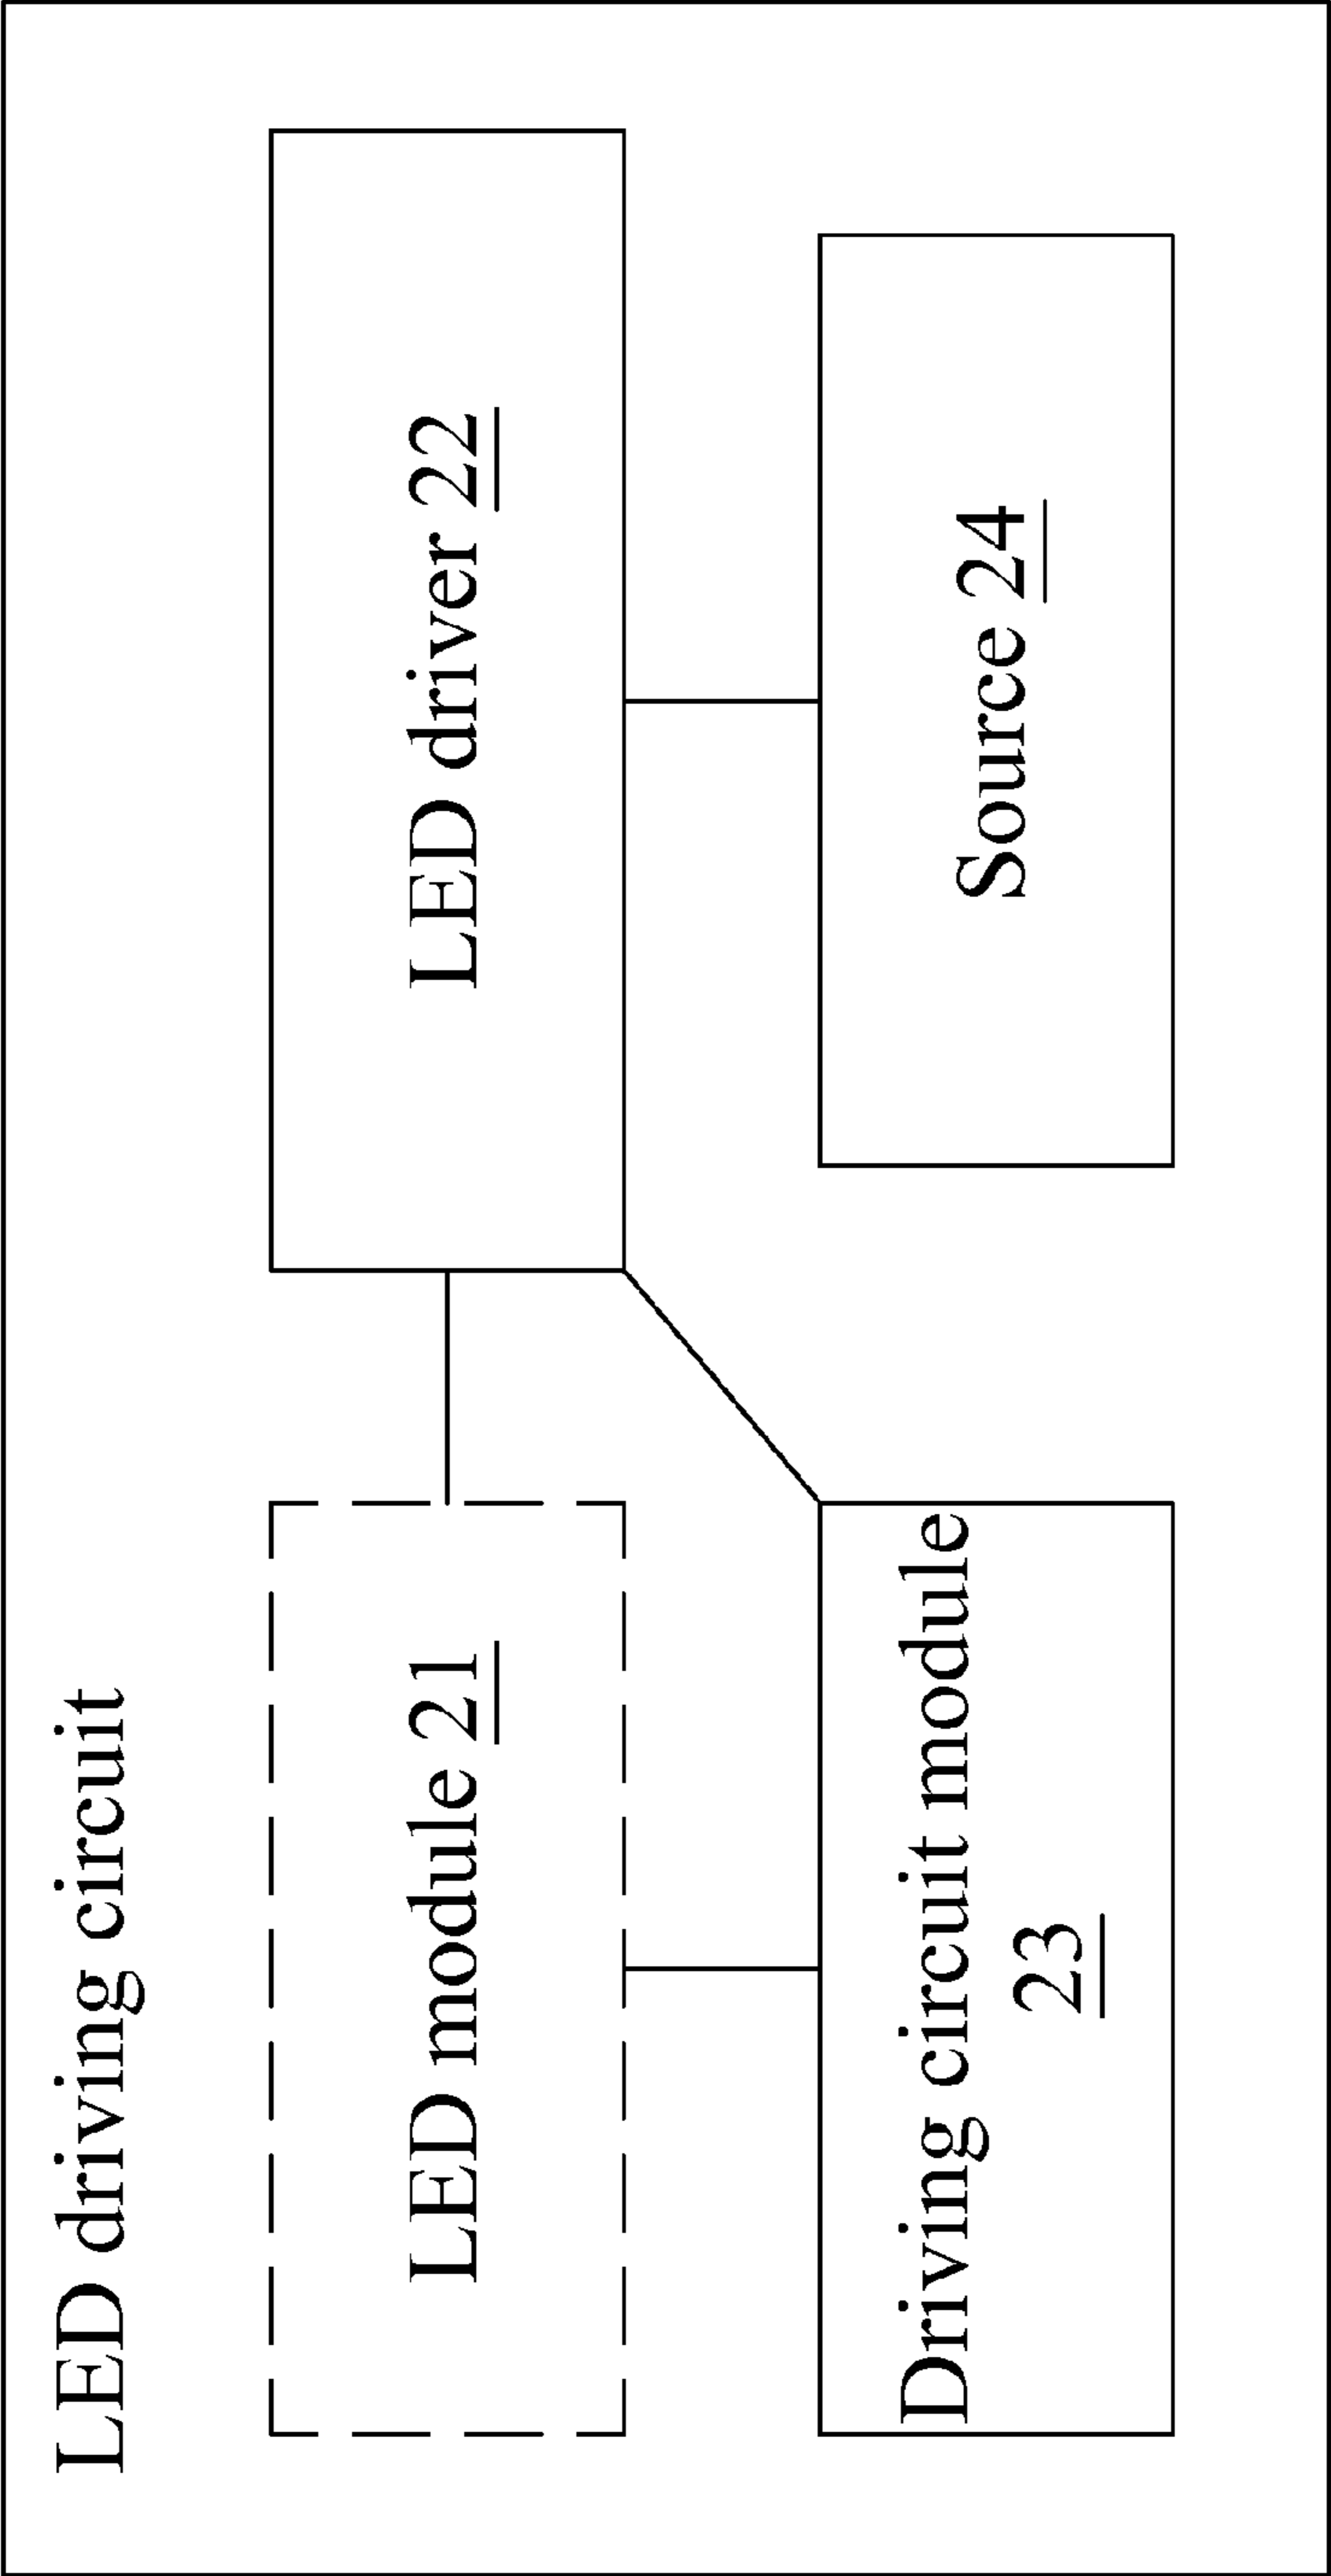 LED driving circuit
LED module 21
LED driver 22
Driving circuit module
23
Source 24